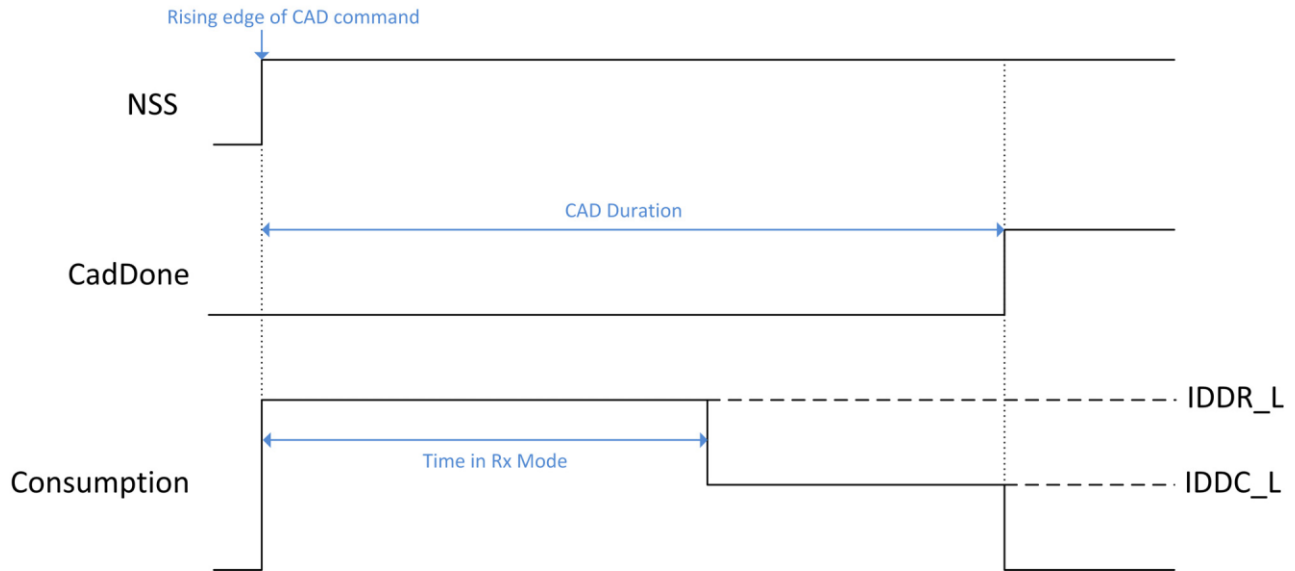 Rising edge of CAD command
NSS
CAD Duration
CadDone
IDDR_L
Time in Rx Mode
Consumption
IDDC_L